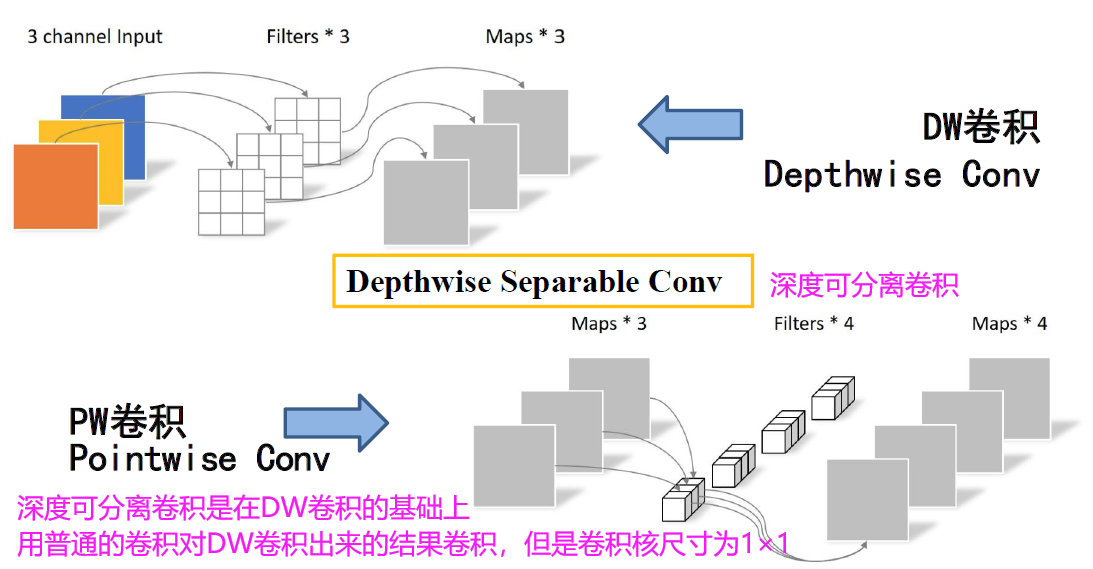 3 channel Input
Filters * 3
Maps * 3
DW卷积
Depthwise Conv
Depthwise Separable Conv
深度可分离卷积
Maps * 3
Filters * 4
Maps * 4
PW卷积
Pointwise Conv
深度可分离卷积是在DW卷积的基础上
用普通的卷积对DW卷积出来的结果卷积，但是卷积核尺寸为1×1